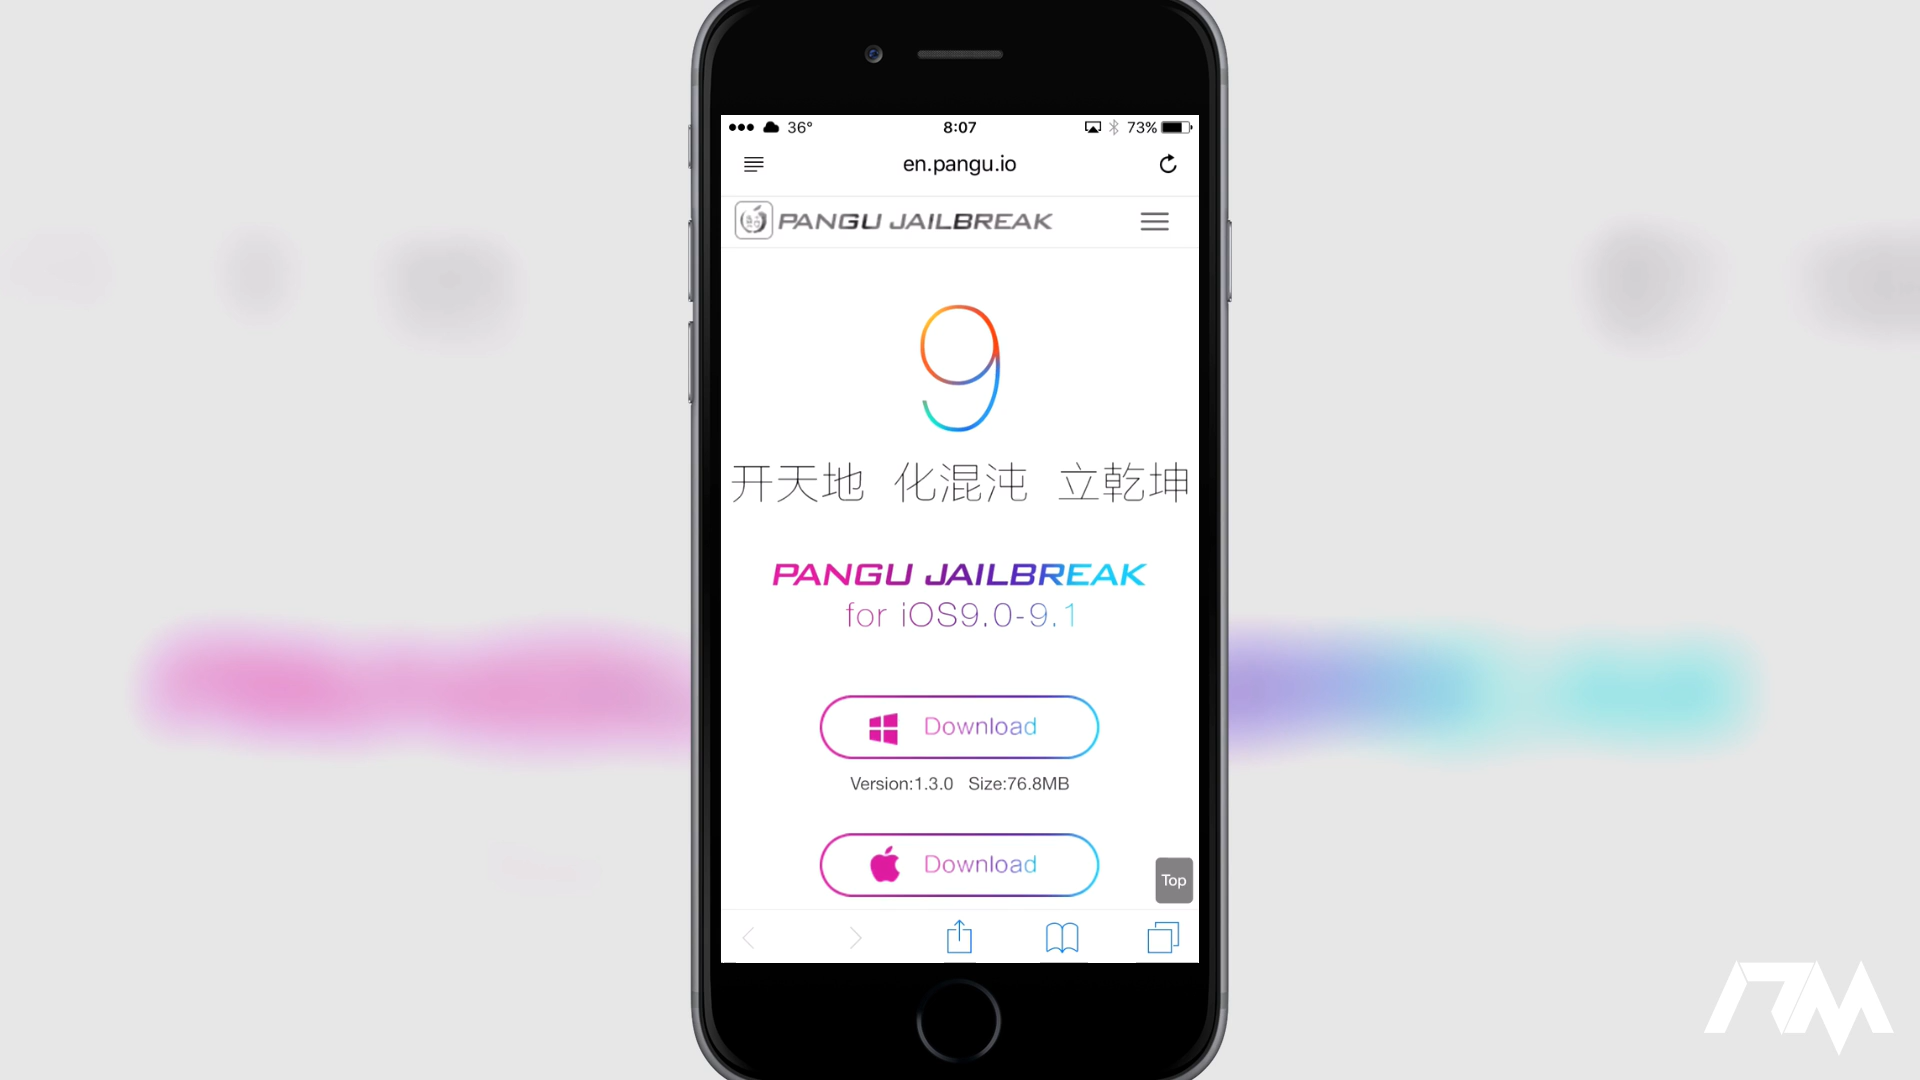 36° 8:07 73%
en.pangu.io
PANGU JAILBREAK
9
开天地 化混沌 立乾坤
PANGU JAILBREAK
for iOS9.0-9.1
Download
Version:1.3.0 Size:76.8MB
Download
Top